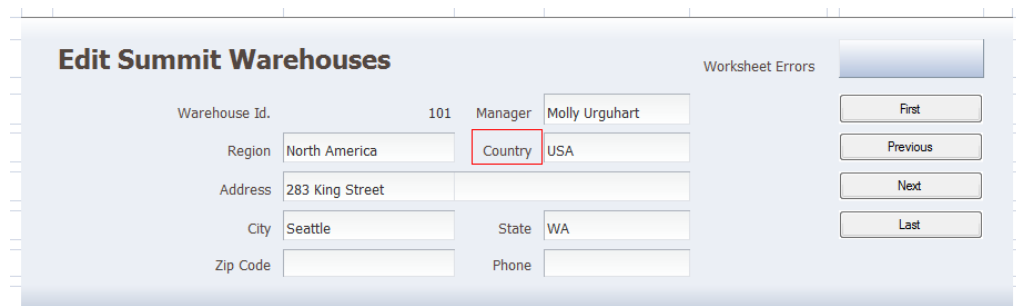 Edit Summit Warehouses
Worksheet Errors
Warehouse Id. 101 Manager Molly Urguhart First
Region North America Country USA Previous
Address 283 King Street Next
City Seattle State WA Last
Zip Code Phone